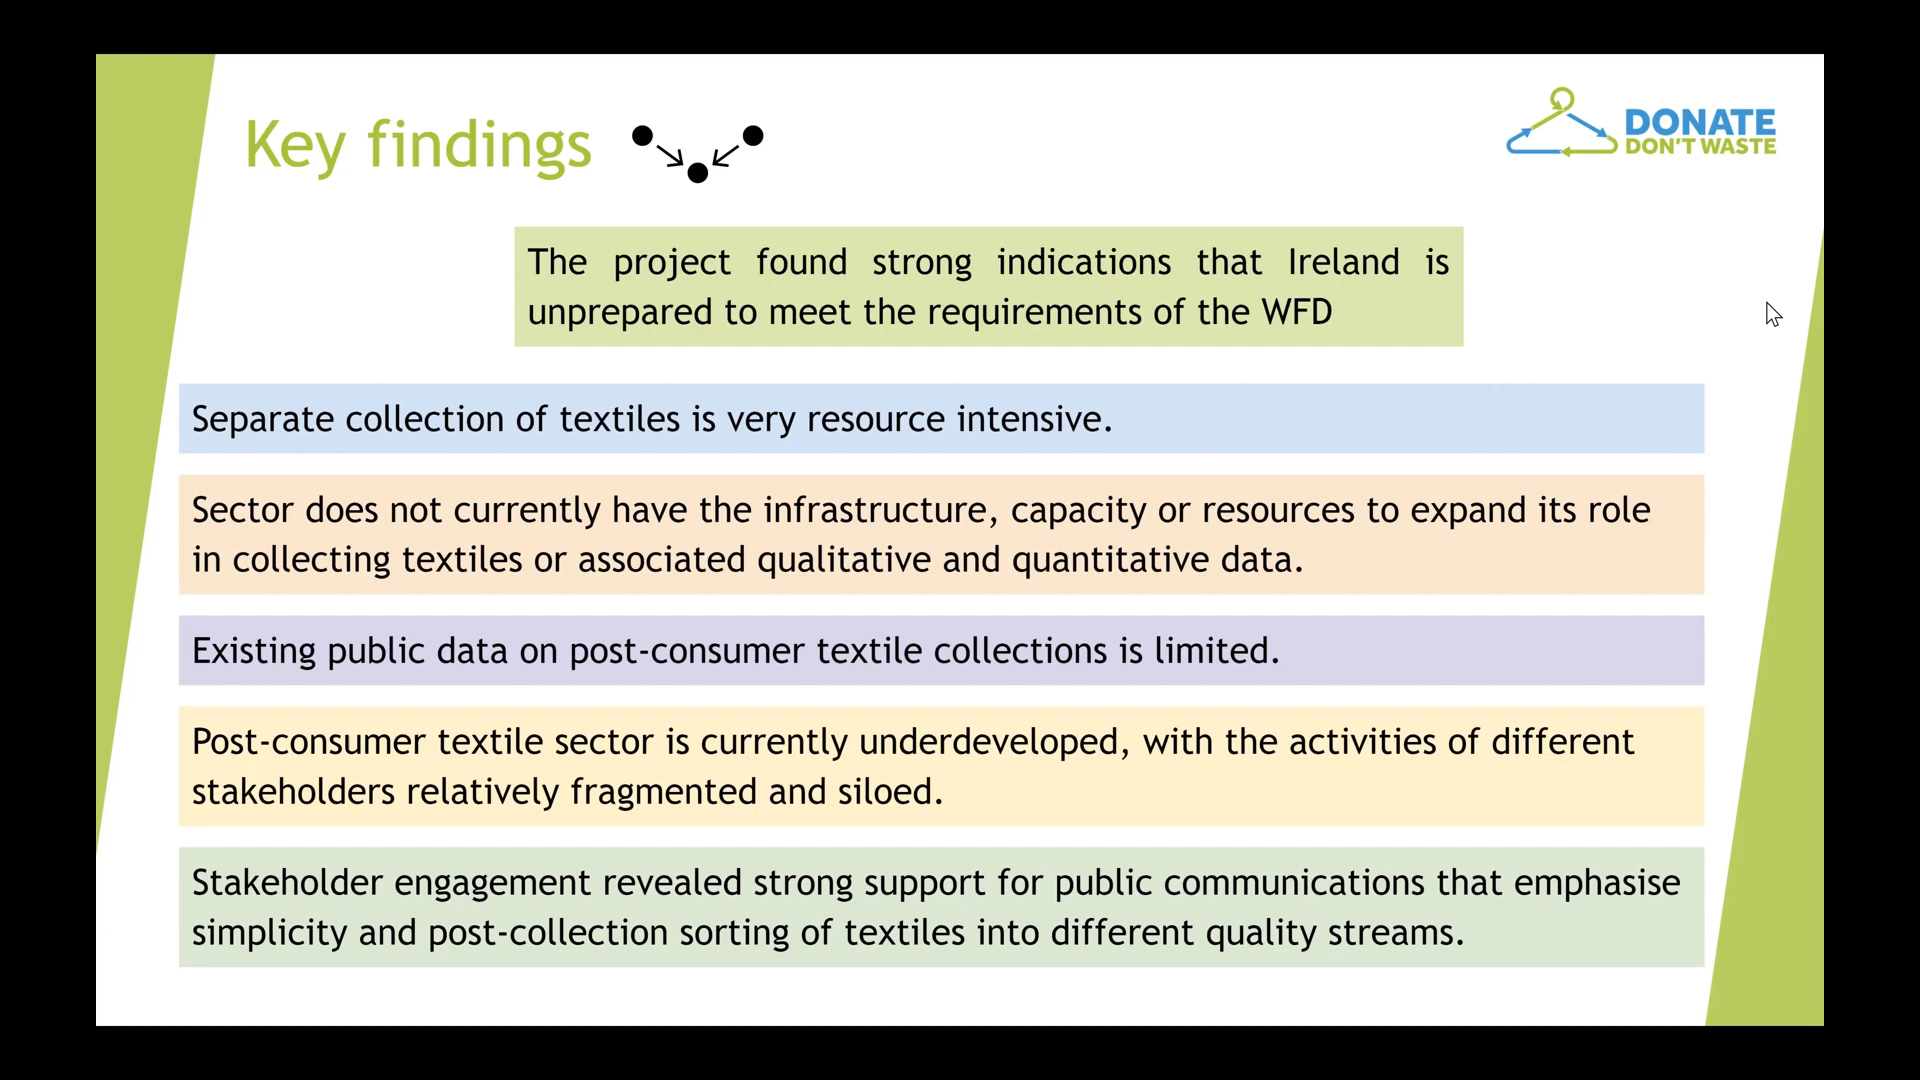 Key findings
DONATE
DON'T WASTE
The project found strong indications that Ireland is
unprepared to meet the requirements of the WFD
Separate collection of textiles is very resource intensive.
Sector does not currently have the infrastructure, capacity or resources to expand its role
in collecting textiles or associated qualitative and quantitative data.
Existing public data on post-consumer textile collections is limited.
Post-consumer textile sector is currently underdeveloped, with the activities of different
stakeholders relatively fragmented and siloed.
Stakeholder engagement revealed strong support for public communications that emphasise
simplicity and post-collection sorting of textiles into different quality streams.